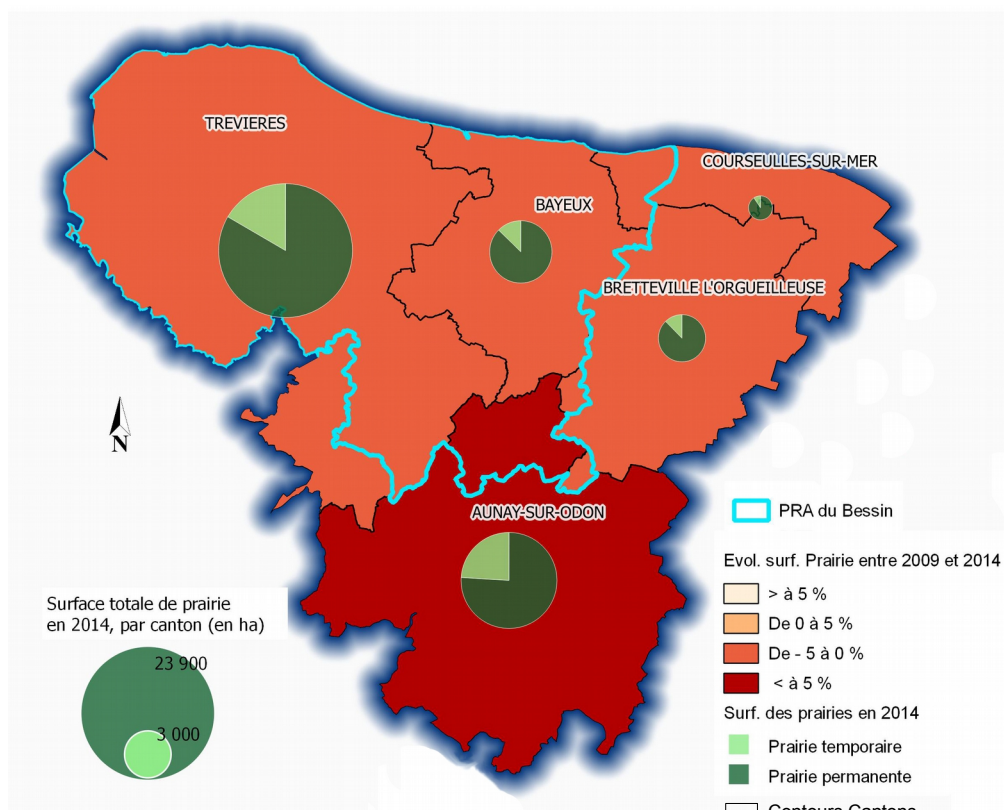 TREVIERES
COURSEULLES-SUR-MER
BAYEUX
BRETTEVILLE L'ORGUEILLEUSE
N
AUNAY-SUR-ODON
PRA du Bessin
Evol. surf. Prairie entre 2009 et 2014
> à 5 %
De 0 à 5 %
De - 5 à 0 %
< à 5 %
Surf. des prairies en 2014
Prairie temporaire
Prairie permanente
Contours Cantons
Surface totale de prairie
en 2014, par canton (en ha)
23 900
3 000